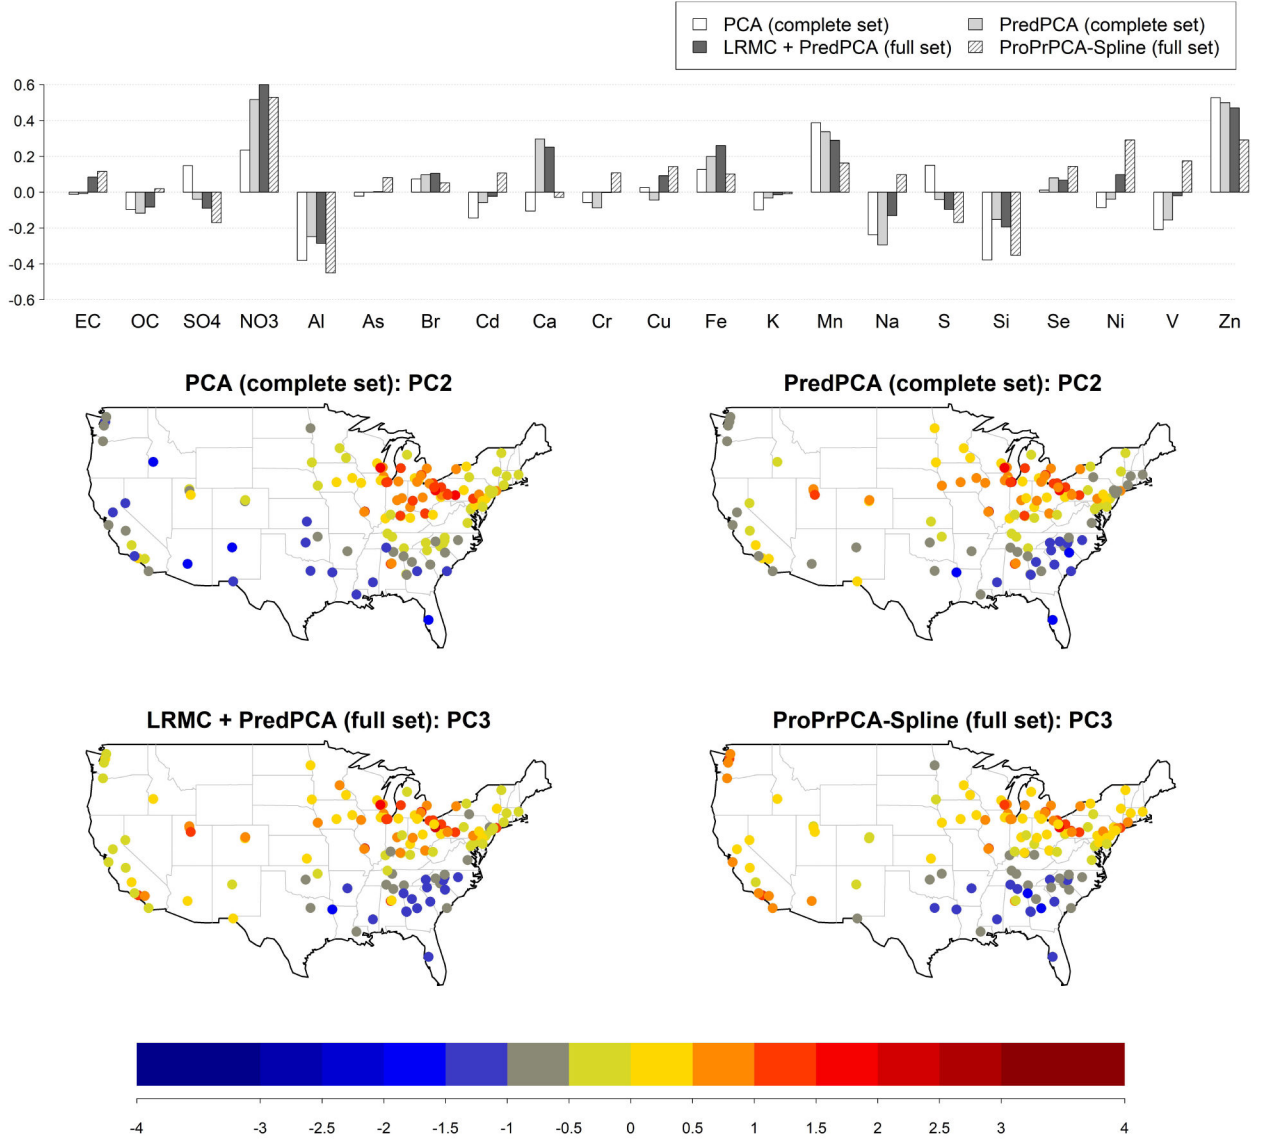 PCA (complete set) PredPCA (complete set)
LRMC + PredPCA (full set) ProPrPCA-Spline (full set)
0.6
0.4
0.2
0.0
-0.2
-0.4
-0.6
EC OC SO4 NO3 Al As Br Cd Ca Cr Cu Fe K Mn Na S Si Se Ni V Zn
PCA (complete set): PC2
PredPCA (complete set): PC2
LRMC + PredPCA (full set): PC3
ProPrPCA-Spline (full set): PC3
-4 -3 -2.5 -2 -1.5 -1 -0.5 0 0.5 1 1.5 2 2.5 3 4